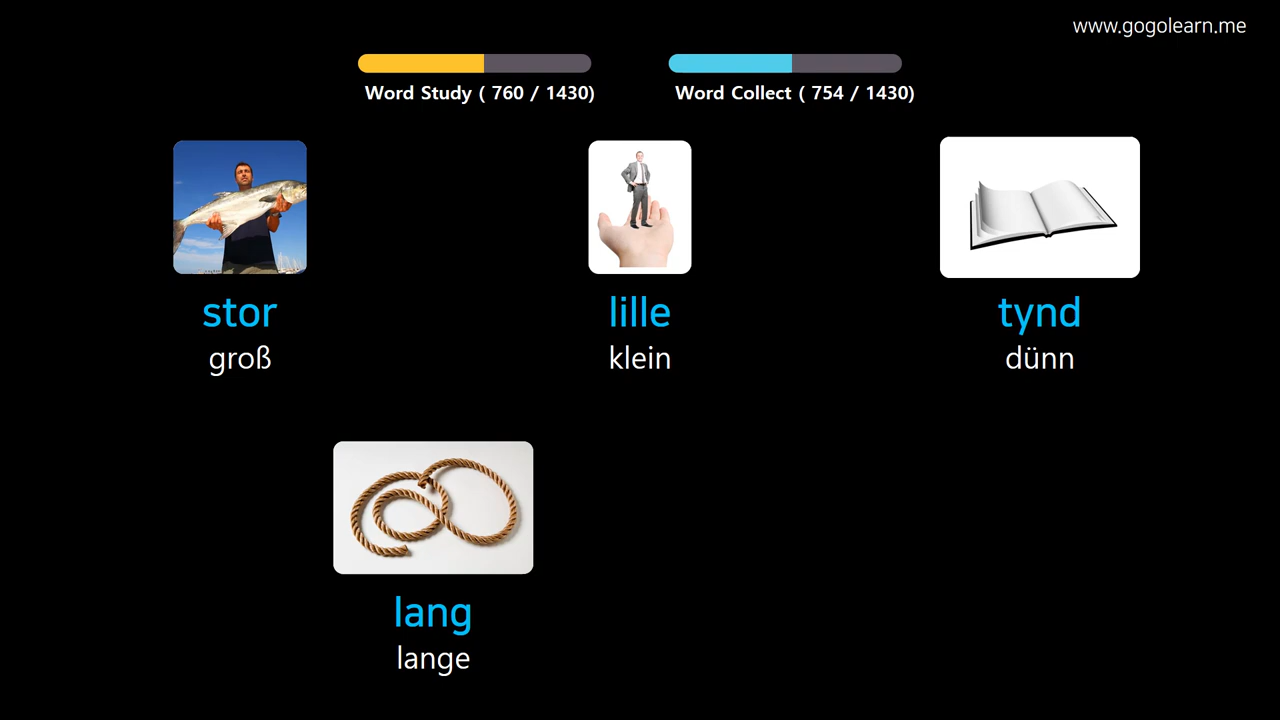 www.gogolearn.me
Word Study ( 760 / 1430)
Word Collect ( 754 / 1430)
stor
groß
lille
klein
tynd
dünn
lang
lange